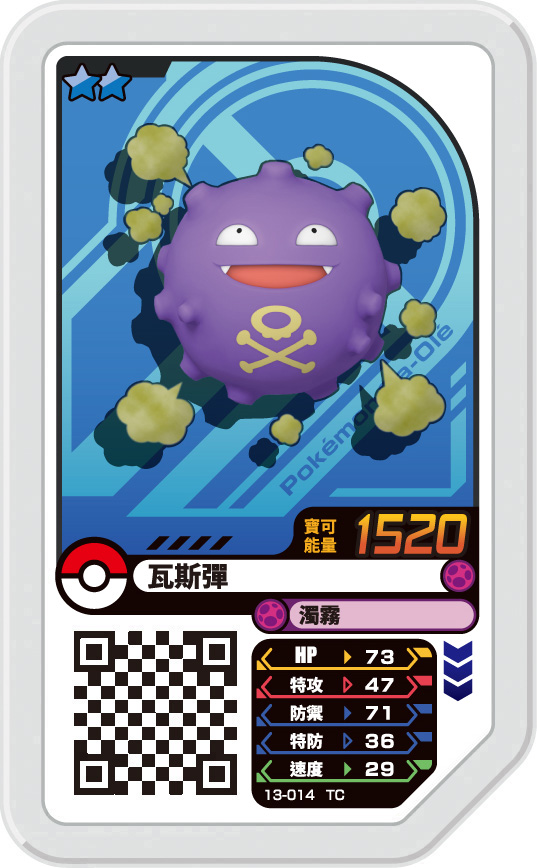 Pokémon Ga-Olé
寶可
能量 1520
瓦斯彈
濁霧
HP 73
特攻 47
防禦 71
特防 36
速度 29
13-014 TC